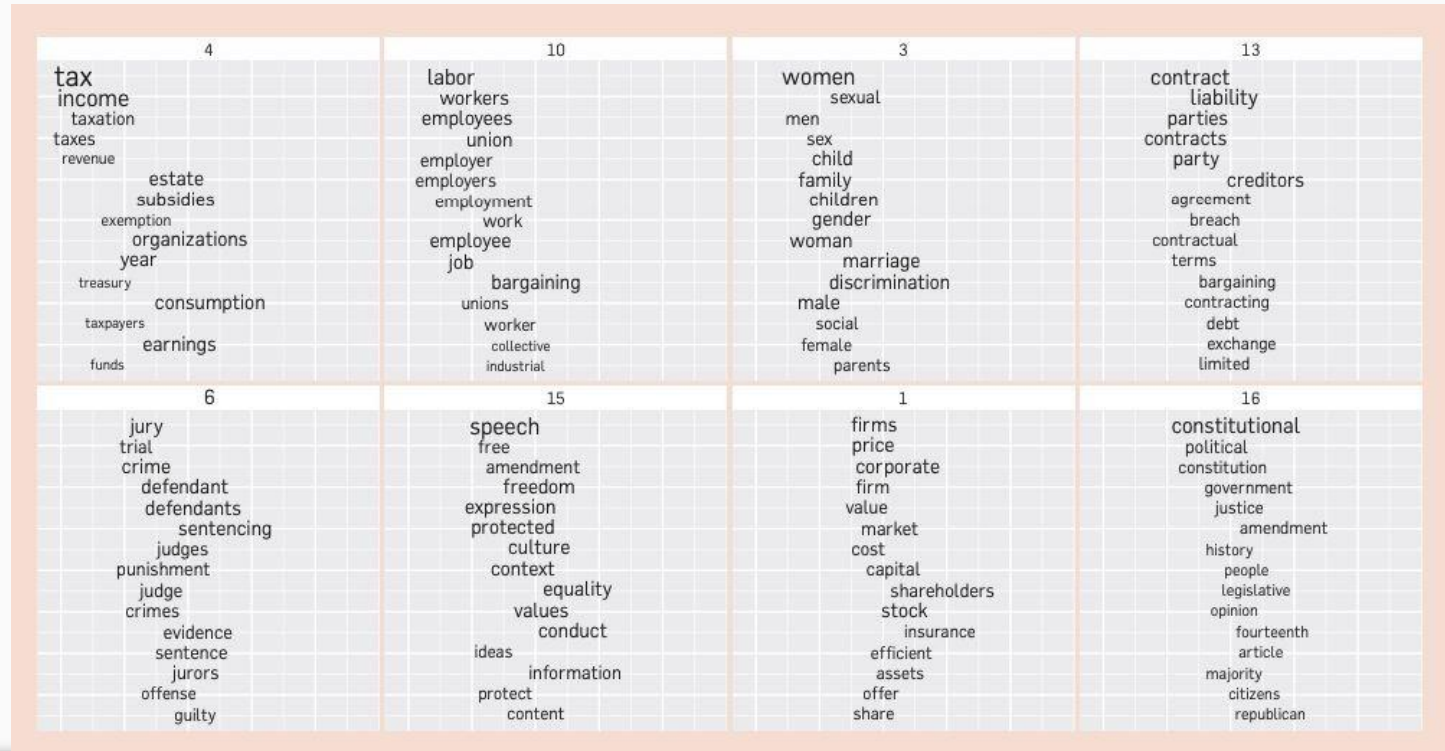 4
tax
income
taxation
taxes
revenue
estate
subsidies
exemption
organizations
year
treasury
consumption
taxpayers
earnings
funds
10
labor
workers
employees
union
employer
employers
employment
work
employee
job
bargaining
unions
worker
collective
industrial
3
women
sexual
men
sex
child
family
children
gender
woman
marriage
discrimination
male
social
female
parents
13
contract
liability
parties
contracts
party
creditors
agreement
breach
contractual
terms
bargaining
contracting
debt
exchange
limited
6
jury
trial
crime
defendant
defendants
sentencing
judges
punishment
judge
crimes
evidence
sentence
jurors
offense
guilty
15
speech
free
amendment
freedom
expression
protected
culture
context
equality
values
conduct
ideas
information
protect
content
1
firms
price
corporate
firm
value
market
cost
capital
shareholders
stock
insurance
efficient
assets
offer
share
16
constitutional
political
constitution
government
justice
amendment
history
people
legislative
opinion
fourteenth
article
majority
citizens
republican